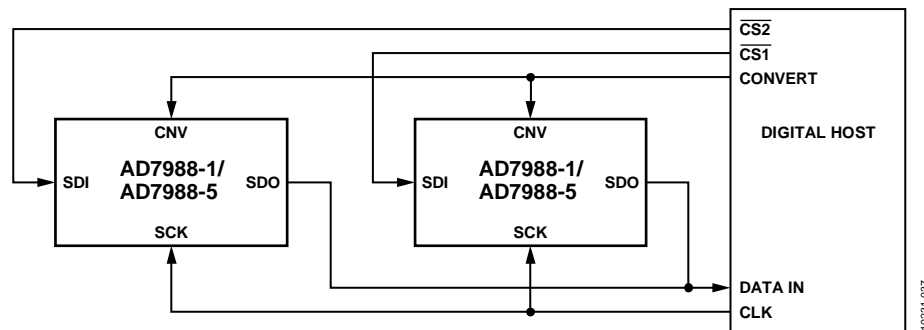 CS2
CS1
CONVERT
CNV
CNV
DIGITAL HOST
AD7988-1/
AD7988-5
AD7988-1/
AD7988-5
SDI
SDO
SDI
SDO
SCK
SCK
DATA IN
CLK